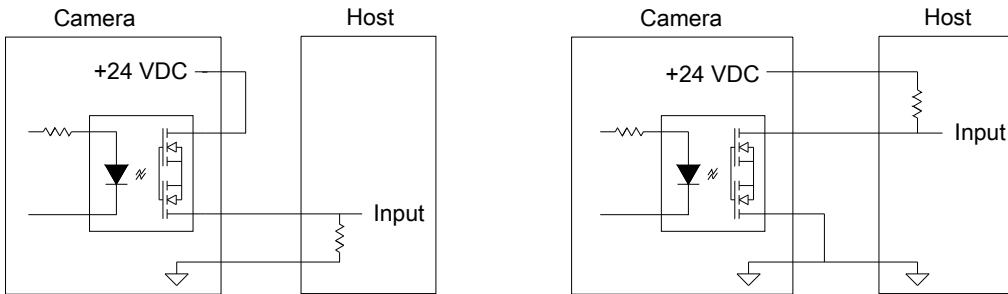 Camera
Host
+24 VDC
Input
Camera
Host
+24 VDC
Input